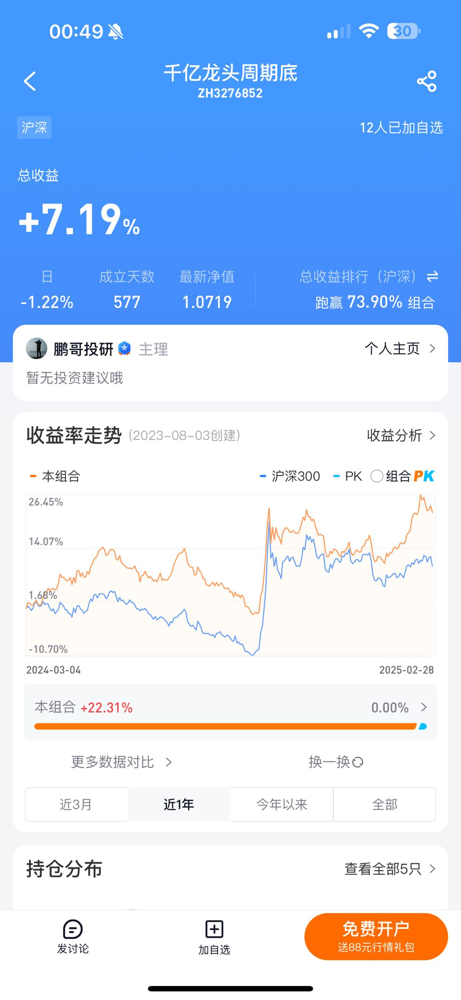 00:49
30
千亿龙头周期底
ZH3276852
沪深
12人已加自选
总收益
+7.19%
日 成立天数 最新净值 总收益排行（沪深）
-1.22% 577 1.0719 跑赢 73.90% 组合
鹏哥投研 主理 个人主页
暂无投资建议哦
收益率走势 (2023-08-03创建) 收益分析
本组合 沪深300 PK 组合PK
26.45%
14.07%
1.68%
-10.70%
2024-03-04 2025-02-28
本组合 +22.31% 0.00%
更多数据对比 换一换
近3月 近1年 今年以来 全部
持仓分布 查看全部5只
发讨论 加自选 免费开户
送88元行情礼包